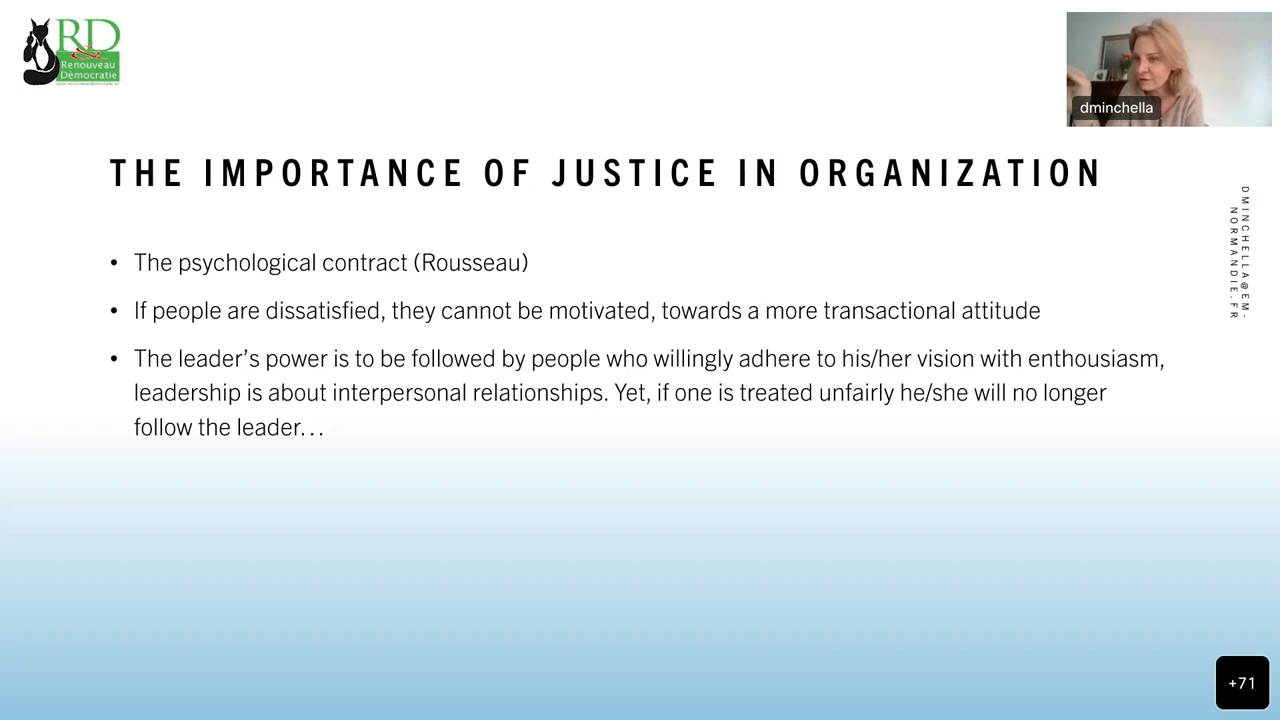 RD
Renouveau
Démocratie
dminchella
THE IMPORTANCE OF JUSTICE IN ORGANIZATION
• The psychological contract (Rousseau)
• If people are dissatisfied, they cannot be motivated, towards a more transactional attitude
• The leader’s power is to be followed by people who willingly adhere to his/her vision with enthousiasm,
leadership is about interpersonal relationships. Yet, if one is treated unfairly he/she will no longer
follow the leader…
DMINCHELLA@EM-
NORMANDIE.FR
+71